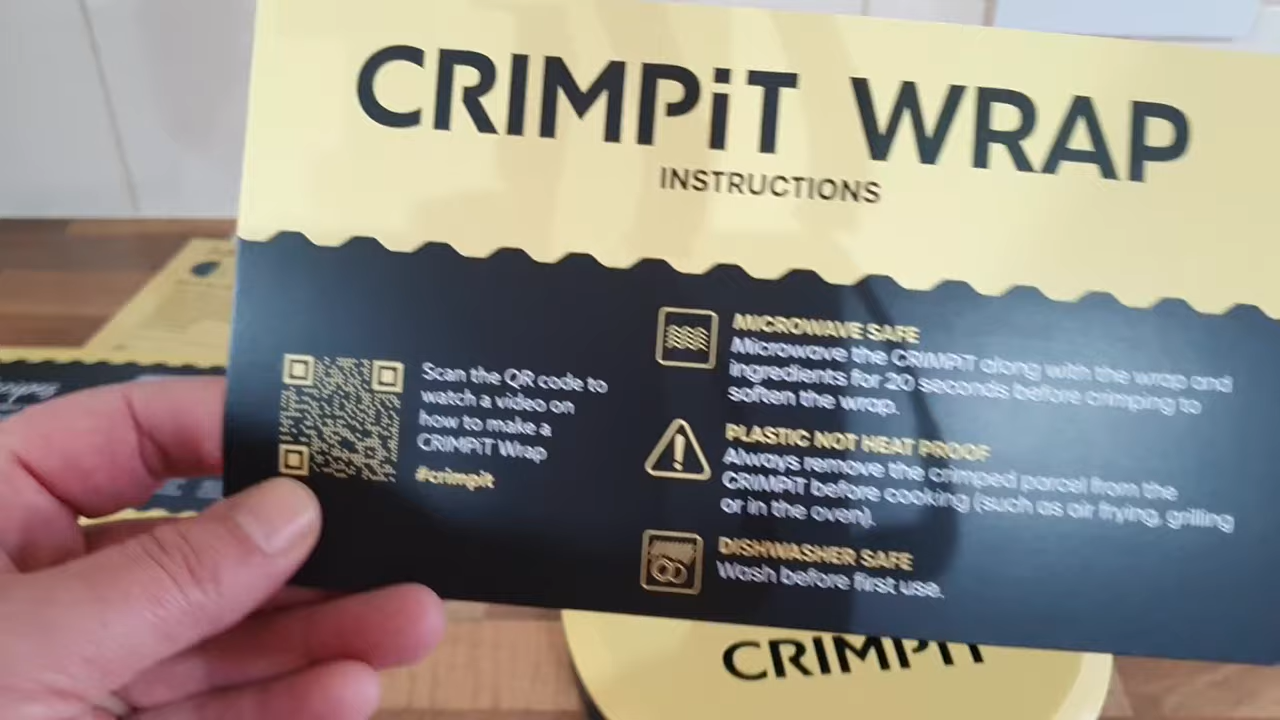 CRIMPiT WRAP
INSTRUCTIONS
Scan the QR code to
watch a video on
how to make a
CRIMPiT Wrap
#crimpit
MICROWAVE SAFE
Microwave the CRIMPiT along with the wrap and
ingredients for 20 seconds before crimping to
soften the wrap.
PLASTIC NOT HEAT PROOF
Always remove the crimped parcel from the
CRIMPiT before cooking (such as air frying, grilling
or in the oven).
DISHWASHER SAFE
Wash before first use.
CRIMPiT